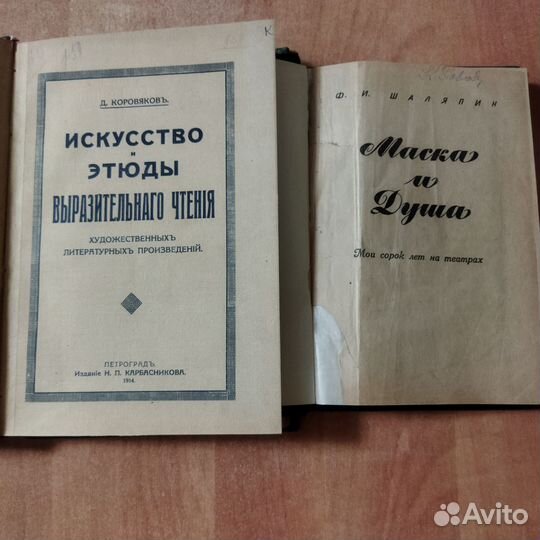 Д. КОРОВЯКОВЪ.
ИСКУССТВО
и
ЭТЮДЫ
ВЫРАЗИТЕЛЬНАГО ЧТЕНІЯ
ХУДОЖЕСТВЕННЫХЪ
ЛИТЕРАТУРНЫХЪ ПРОИЗВЕДЕНІЙ.
ПЕТРОГРАДЪ.
Изданіе Н. П. КАРБАСНИКОВА.
1914.
Ф. И. ШАЛЯПИН
Маска
и
Душа
Мои сорок лет на театрах
Avito